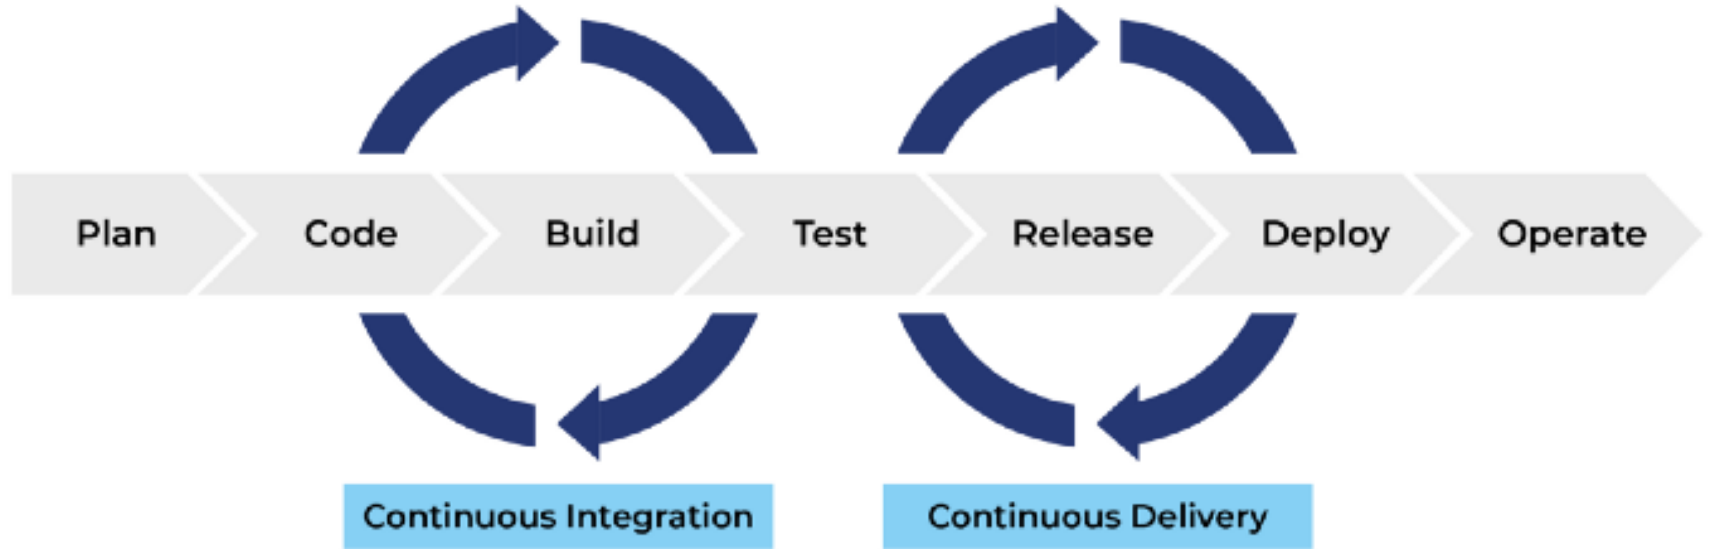 Plan Code Build Test Release Deploy Operate
Continuous Integration Continuous Delivery